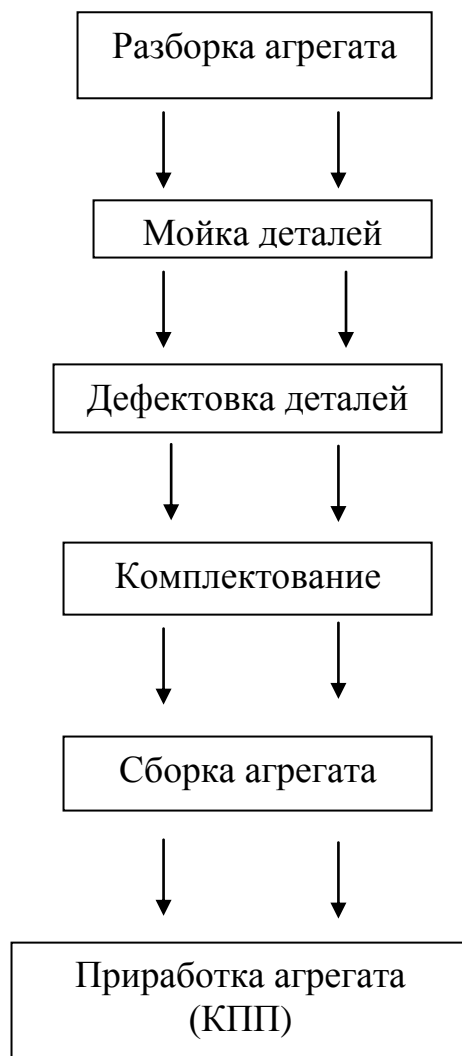 Разборка агрегата
Мойка деталей
Дефектовка деталей
Комплектование
Сборка агрегата
Приработка агрегата
(КПП)